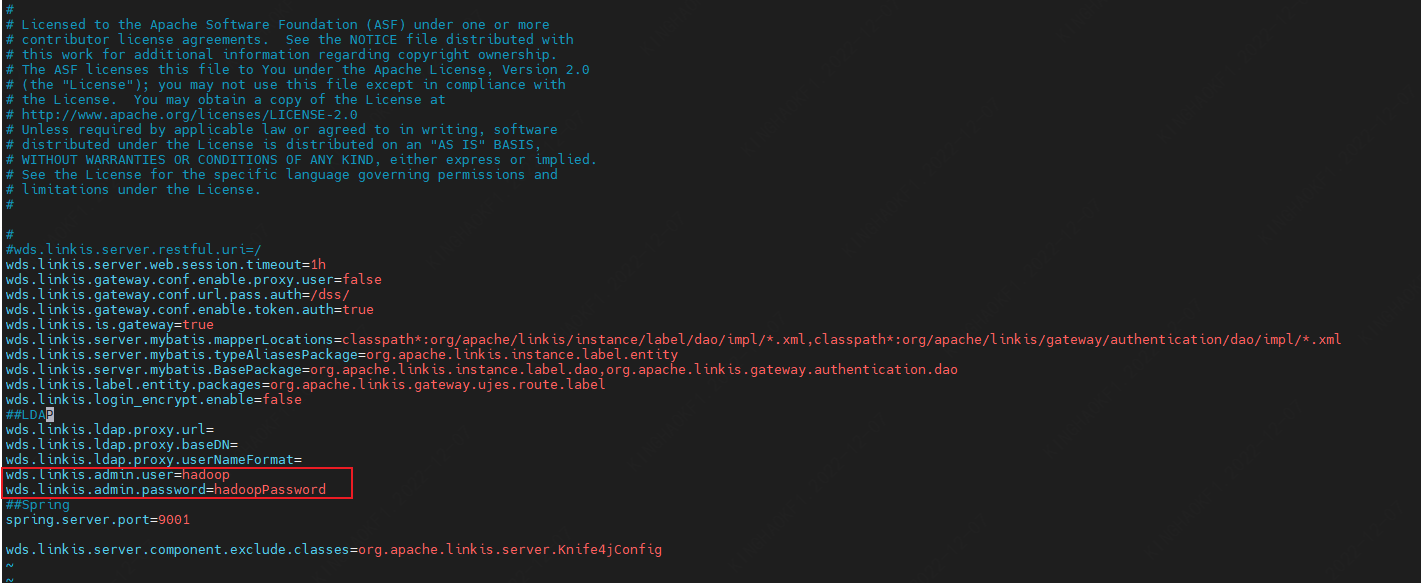 #
# Licensed to the Apache Software Foundation (ASF) under one or more
# contributor license agreements.  See the NOTICE file distributed with
# this work for additional information regarding copyright ownership.
# The ASF licenses this file to You under the Apache License, Version 2.0
# (the "License"); you may not use this file except in compliance with
# the License.  You may obtain a copy of the License at
# http://www.apache.org/licenses/LICENSE-2.0
# Unless required by applicable law or agreed to in writing, software
# distributed under the License is distributed on an "AS IS" BASIS,
# WITHOUT WARRANTIES OR CONDITIONS OF ANY KIND, either express or implied.
# See the License for the specific language governing permissions and
# limitations under the License.
#
#
#wds.linkis.server.restful.uri=/
wds.linkis.server.web.session.timeout=1h
wds.linkis.gateway.conf.enable.proxy.user=false
wds.linkis.gateway.conf.url.pass.auth=/dss/
wds.linkis.gateway.conf.enable.token.auth=true
wds.linkis.is.gateway=true
wds.linkis.server.mybatis.mapperLocations=classpath*:org/apache/linkis/instance/label/dao/impl/*.xml,classpath*:org/apache/linkis/gateway/authentication/dao/impl/*.xml
wds.linkis.server.mybatis.typeAliasesPackage=org.apache.linkis.instance.label.entity
wds.linkis.server.mybatis.BasePackage=org.apache.linkis.instance.label.dao,org.apache.linkis.gateway.authentication.dao
wds.linkis.label.entity.packages=org.apache.linkis.gateway.ujes.route.label
wds.linkis.login_encrypt.enable=false
##LDAP
wds.linkis.ldap.proxy.url=
wds.linkis.ldap.proxy.baseDN=
wds.linkis.ldap.proxy.userNameFormat=
wds.linkis.admin.user=hadoop
wds.linkis.admin.password=hadoopPassword
##Spring
spring.server.port=9001
wds.linkis.server.component.exclude.classes=org.apache.linkis.server.Knife4jConfig
~
~